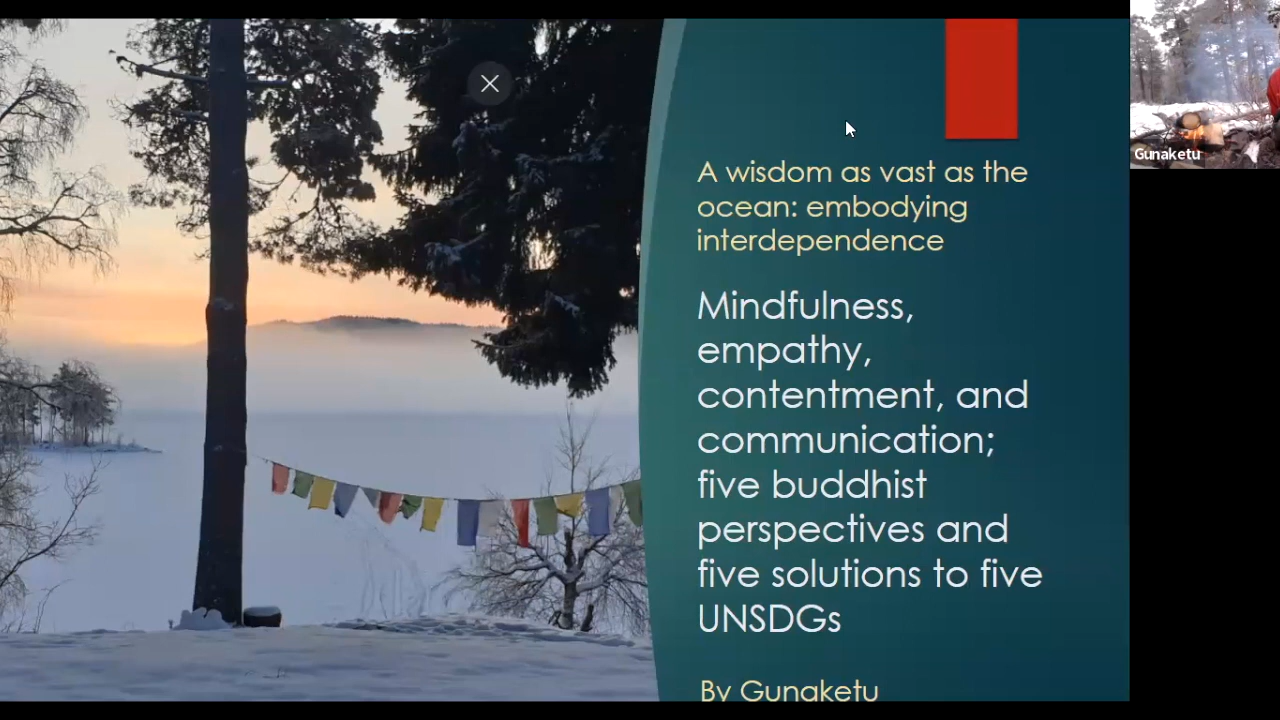 A wisdom as vast as the
ocean: embodying
interdependence
Mindfulness,
empathy,
contentment, and
communication;
five buddhist
perspectives and
five solutions to five
UNSDGs
By Gunaketu
Gunaketu